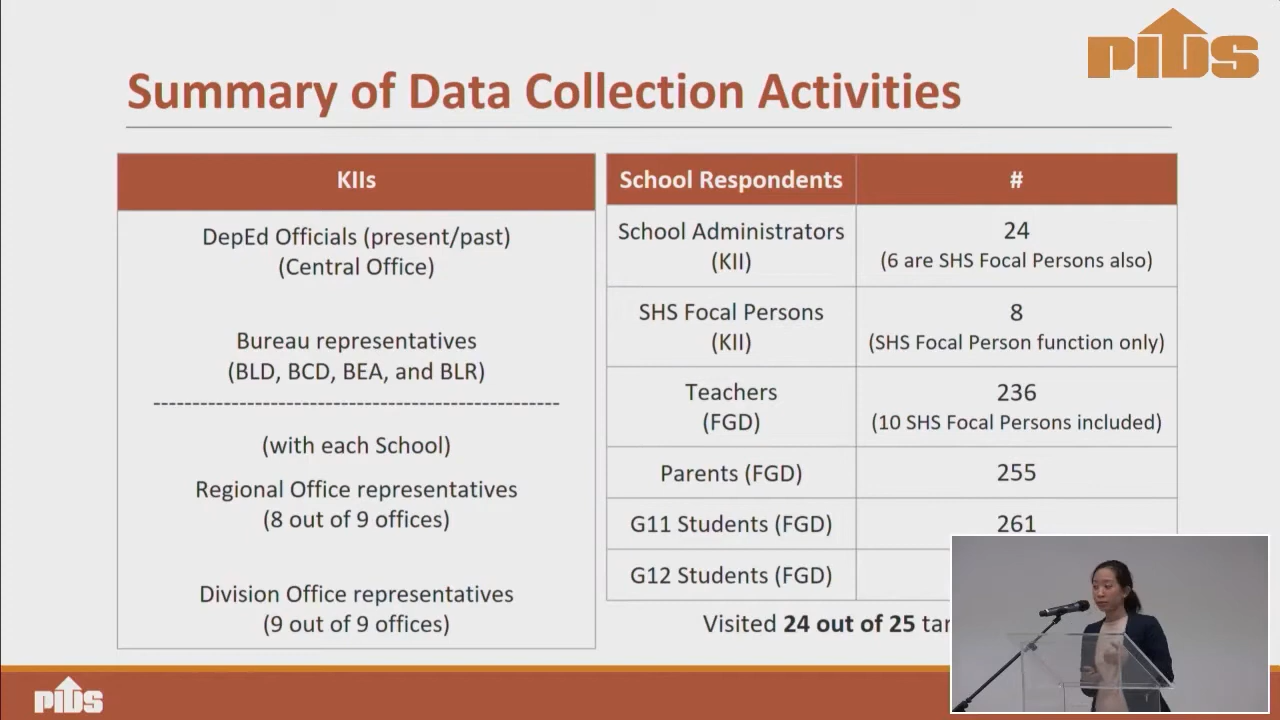 PIDS
Summary of Data Collection Activities
KIIs
DepEd Officials (present/past)
(Central Office)
Bureau representatives
(BLD, BCD, BEA, and BLR)
------------------------------------------------------
(with each School)
Regional Office representatives
(8 out of 9 offices)
Division Office representatives
(9 out of 9 offices)
School Respondents
#
School Administrators
(KII)
24
(6 are SHS Focal Persons also)
SHS Focal Persons
(KII)
8
(SHS Focal Person function only)
Teachers
(FGD)
236
(10 SHS Focal Persons included)
Parents (FGD)
255
G11 Students (FGD)
261
G12 Students (FGD)
Visited 24 out of 25
PIDS